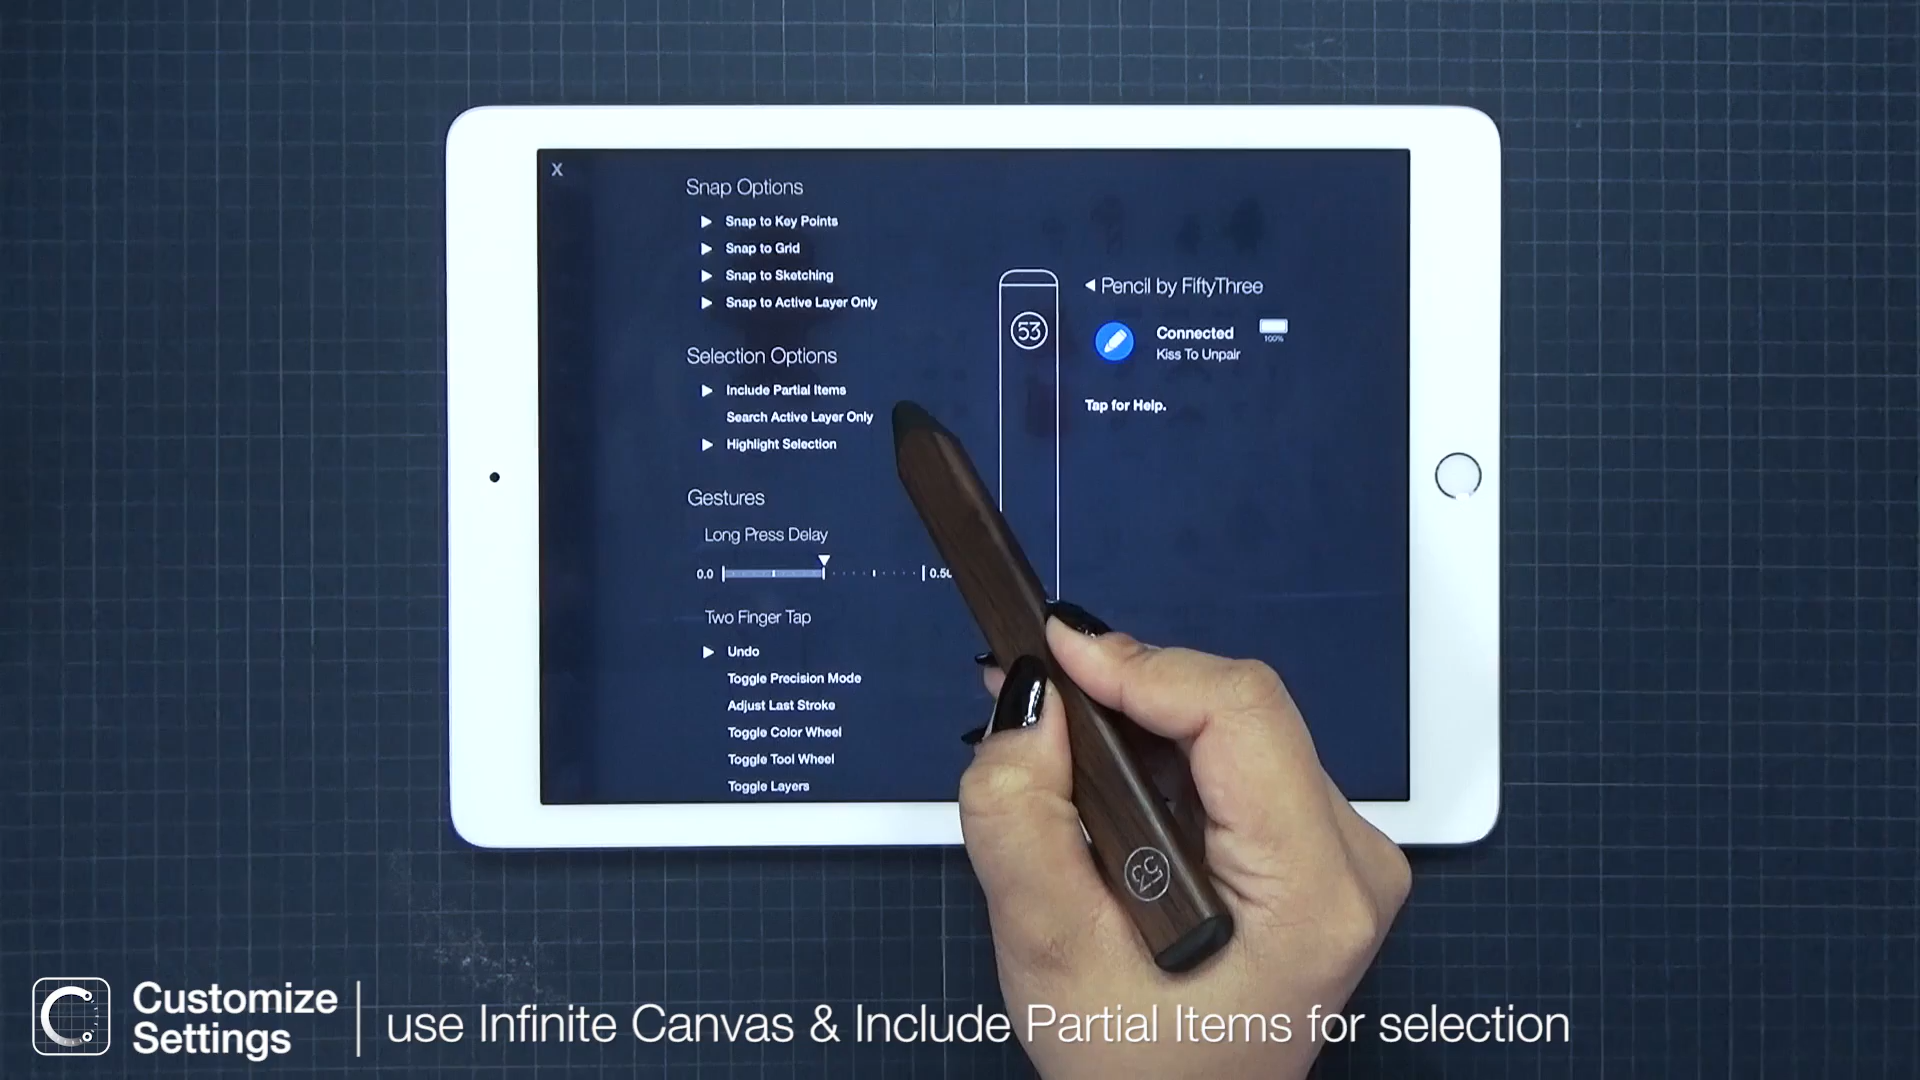 X
Snap Options
Snap to Key Points
Snap to Grid
Snap to Sketching
Snap to Active Layer Only
Selection Options
Include Partial Items
Search Active Layer Only
Highlight Selection
Gestures
Long Press Delay
0.0
Two Finger Tap
Undo
Toggle Precision Mode
Adjust Last Stroke
Toggle Color Wheel
Toggle Tool Wheel
Toggle Layers
53
Pencil by FiftyThree
Connected
100%
Kiss To Unpair
Tap for Help.
53
Customize
Settings
use Infinite Canvas & Include Partial Items for selection